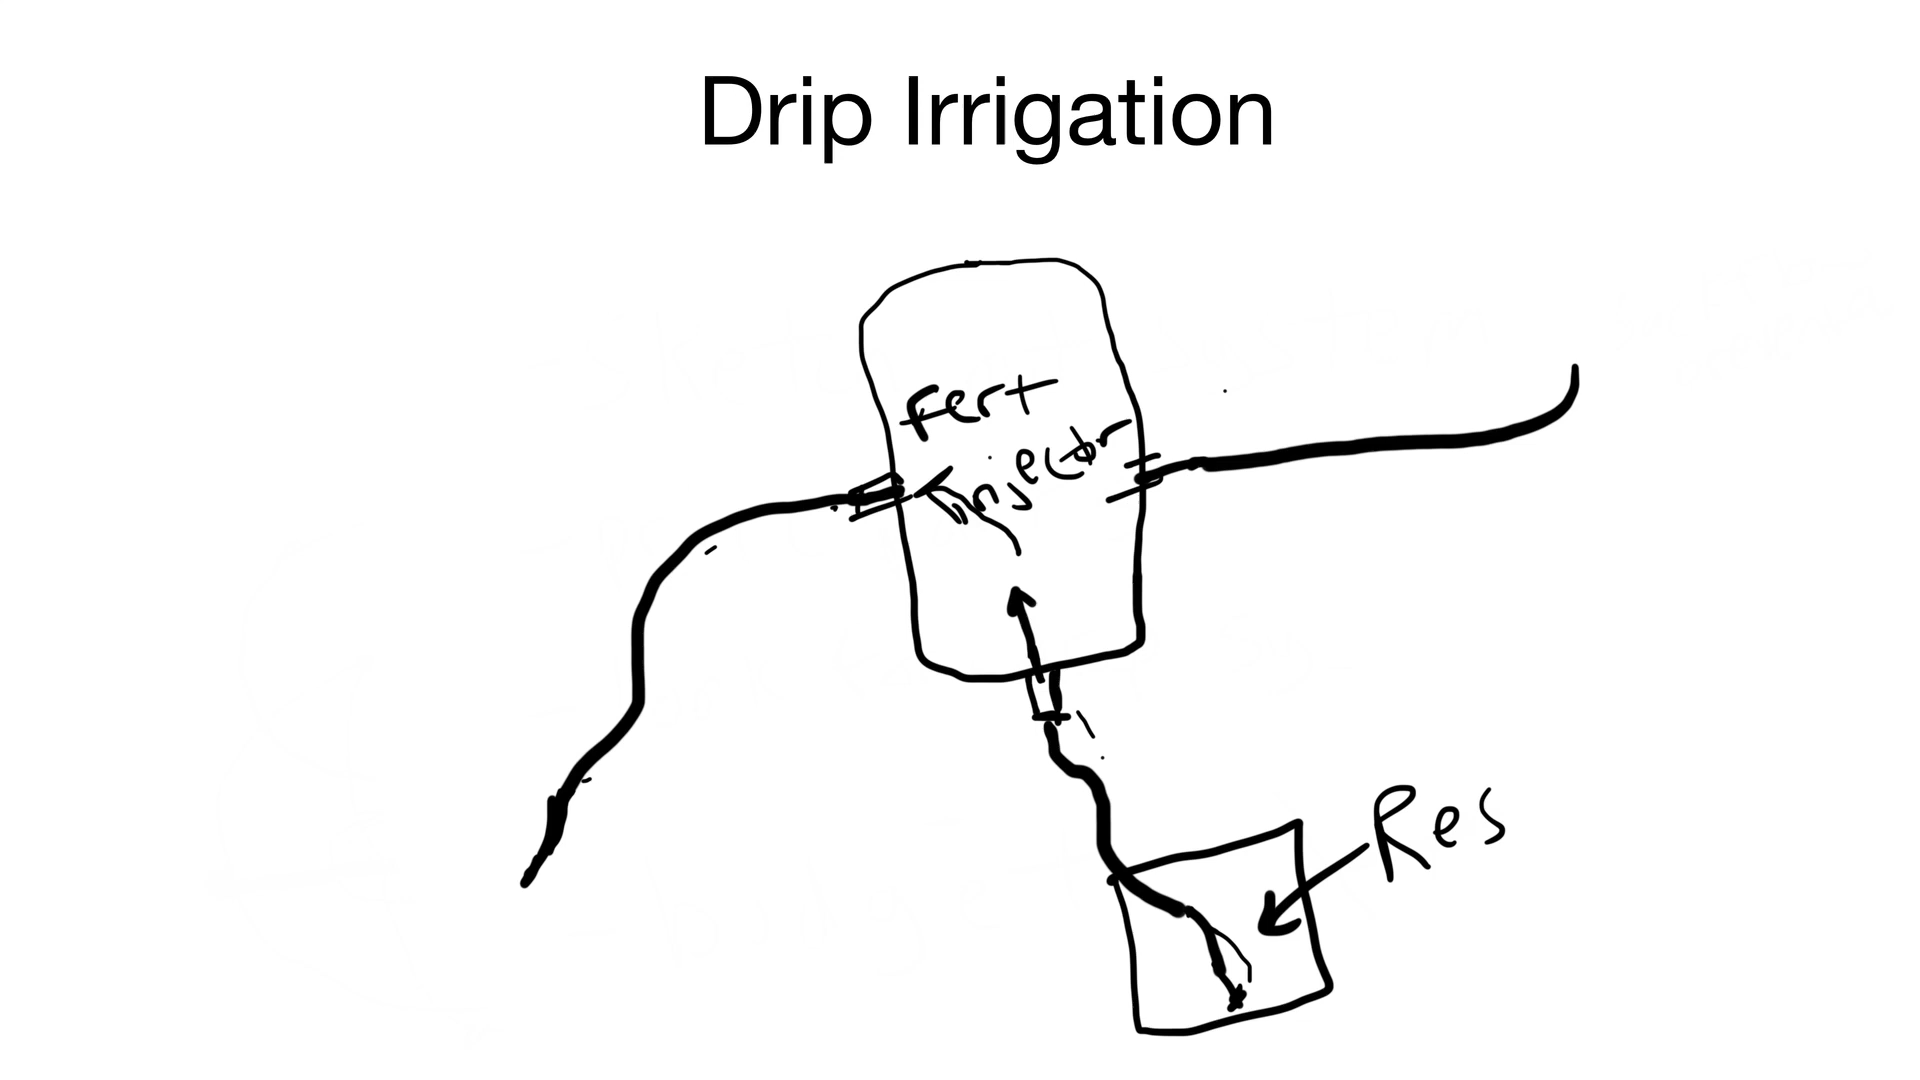 Drip Irrigation
Fert
injector
Res